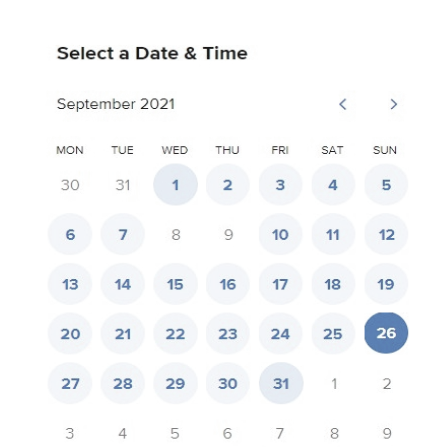 Select a Date & Time
September 2021
MON TUE WED THU FRI SAT SUN
30 31 1 2 3 4 5
6 7 8 9 10 11 12
13 14 15 16 17 18 19
20 21 22 23 24 25 26
27 28 29 30 31 1 2
3 4 5 6 7 8 9